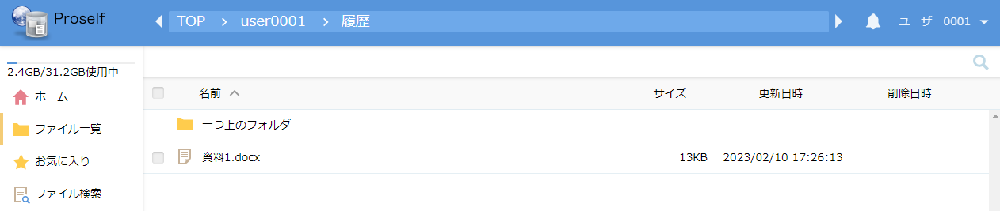 Proself
TOP > user0001 > 履歴
ユーザー0001
2.4GB/31.2GB使用中
ホーム
ファイル一覧
お気に入り
ファイル検索
名前 サイズ 更新日時 削除日時
一つ上のフォルダ
資料1.docx 13KB 2023/02/10 17:26:13